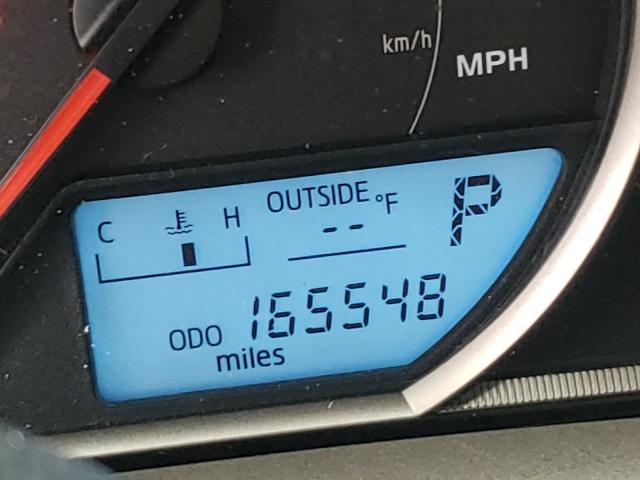 km/h
MPH
C H OUTSIDE °F P
--
ODO 165548
miles